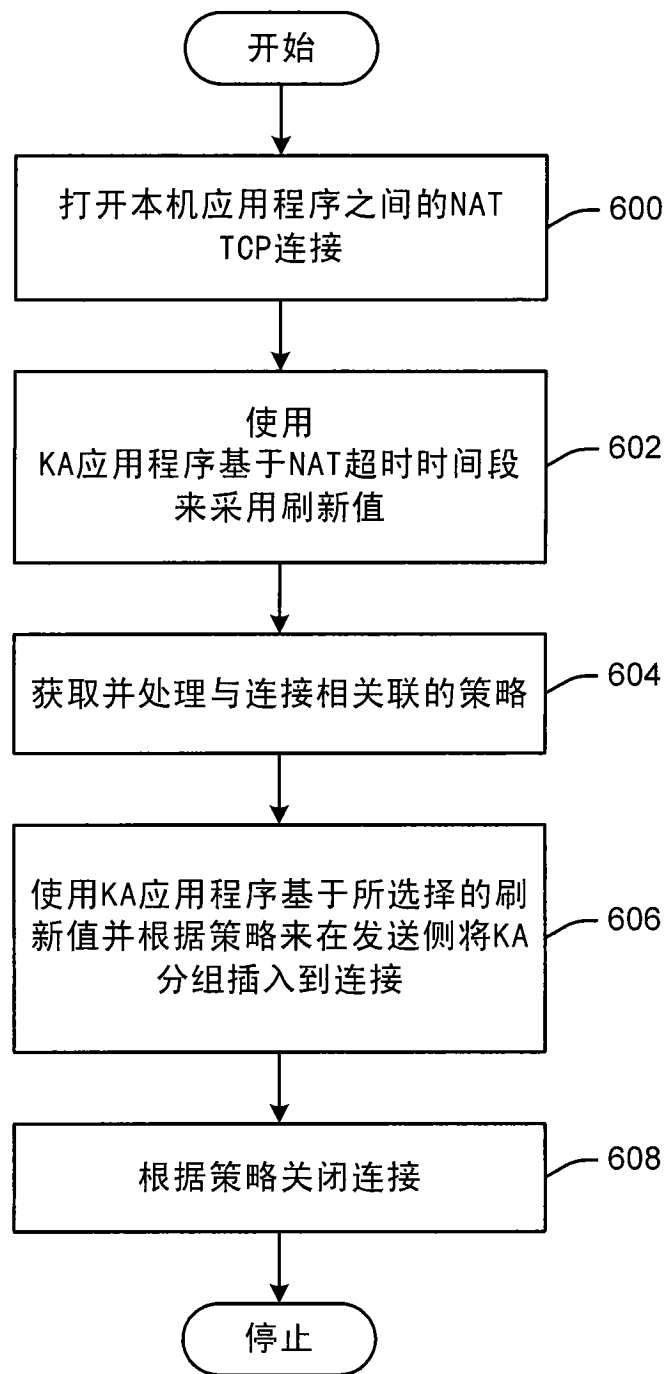 开始
打开本机应用程序之间的NAT
TCP连接
600
使用
KA应用程序基于NAT超时时间段
来采用刷新值
602
获取并处理与连接相关联的策略
604
使用KA应用程序基于所选择的刷
新值并根据策略来在发送侧将KA
分组插入到连接
606
根据策略关闭连接
608
停止